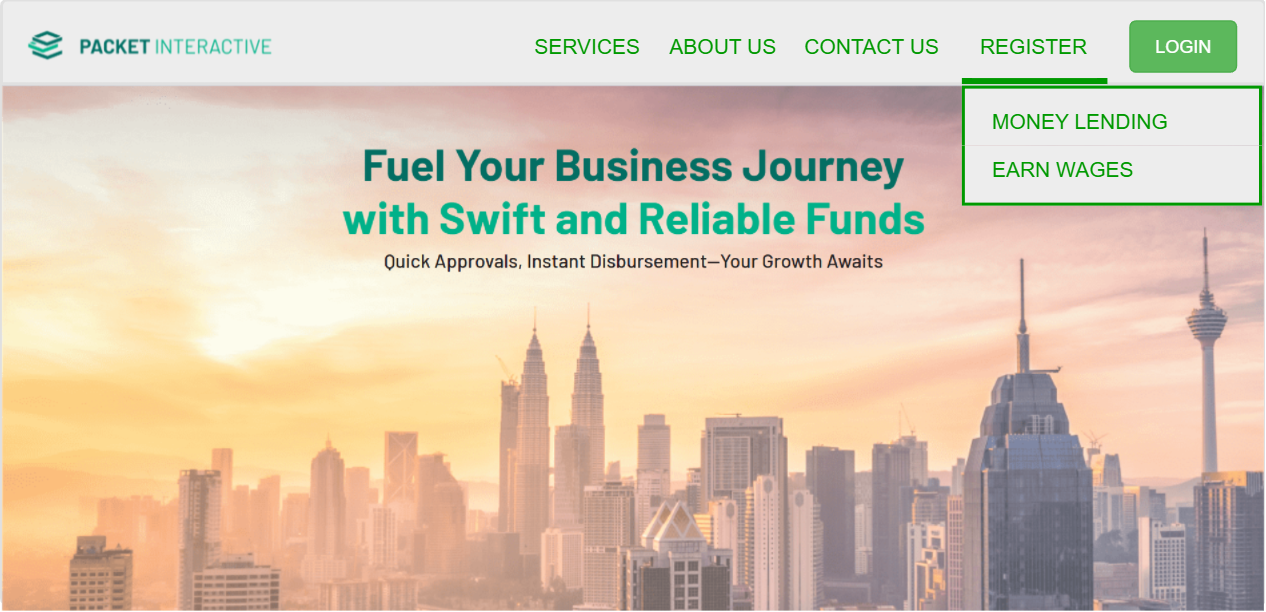 PACKET INTERACTIVE
SERVICES ABOUT US CONTACT US REGISTER LOGIN
MONEY LENDING
EARN WAGES
Fuel Your Business Journey
with Swift and Reliable Funds
Quick Approvals, Instant Disbursement—Your Growth Awaits